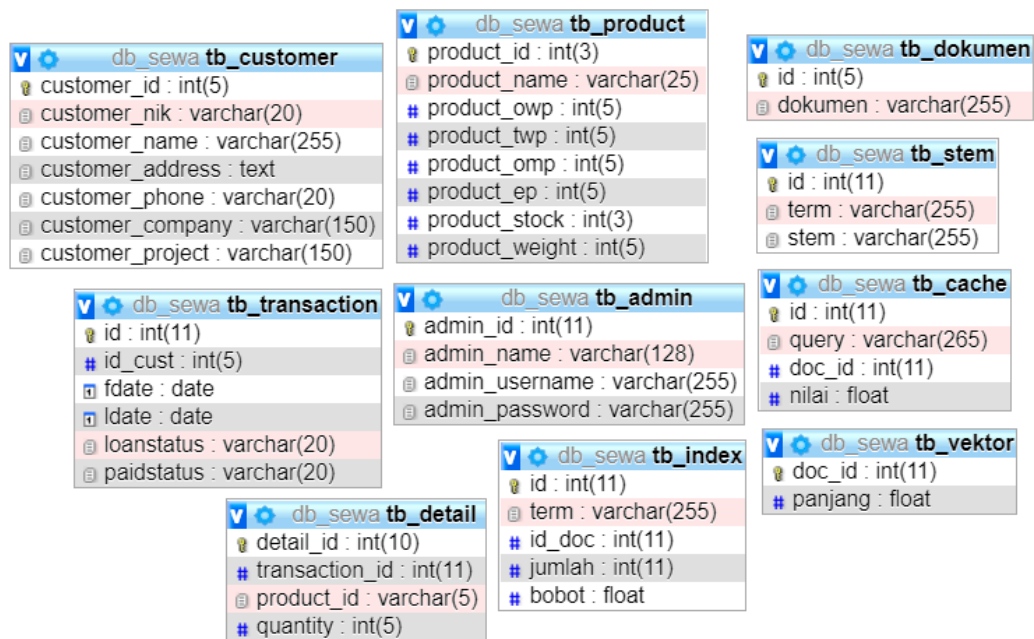 db_sewa tb_customer
customer_id : int(5)
customer_nik : varchar(20)
customer_name : varchar(255)
customer_address : text
customer_phone : varchar(20)
customer_company : varchar(150)
customer_project : varchar(150)
db_sewa tb_product
product_id : int(3)
product_name : varchar(25)
product_owp : int(5)
product_twp : int(5)
product_omp : int(5)
product_ep : int(5)
product_stock : int(3)
product_weight : int(5)
db_sewa tb_dokumen
id : int(5)
dokumen : varchar(255)
db_sewa tb_stem
id : int(11)
term : varchar(255)
stem : varchar(255)
db_sewa tb_transaction
id : int(11)
id_cust : int(5)
fdate : date
ldate : date
loanstatus : varchar(20)
paidstatus : varchar(20)
db_sewa tb_admin
admin_id : int(11)
admin_name : varchar(128)
admin_username : varchar(255)
admin_password : varchar(255)
db_sewa tb_cache
id : int(11)
query : varchar(265)
doc_id : int(11)
nilai : float
db_sewa tb_detail
detail_id : int(10)
transaction_id : int(11)
product_id : varchar(5)
quantity : int(5)
db_sewa tb_index
id : int(11)
term : varchar(255)
id_doc : int(11)
jumlah : int(11)
bobot : float
db_sewa tb_vektor
doc_id : int(11)
panjang : float